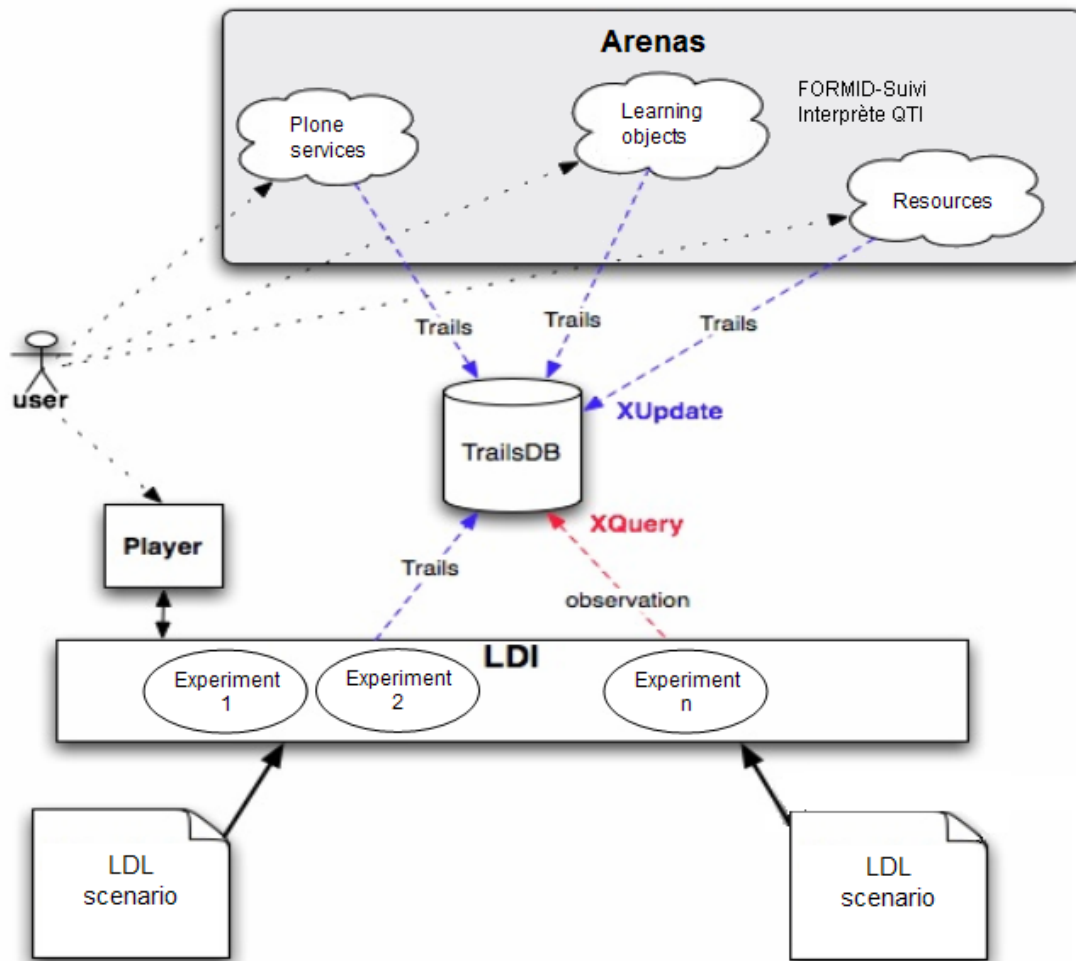 Arenas
FORMID-Suivi
Interprète QTI
Plone
services
Learning
objects
Resources
Trails
Trails
Trails
user
XUpdate
TrailsDB
XQuery
Player
Trails
observation
LDI
Experiment
1
Experiment
2
Experiment
n
LDL
scenario
LDL
scenario